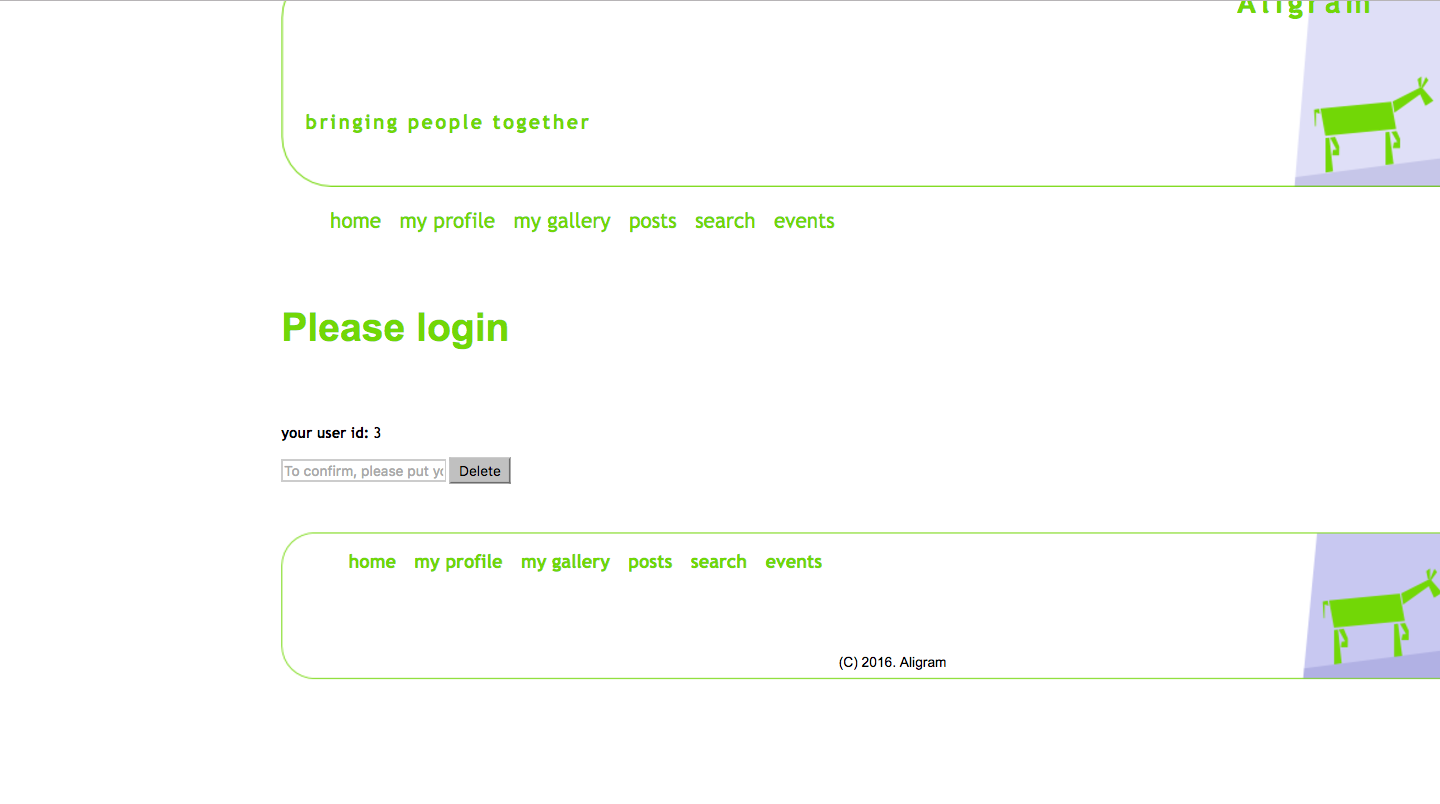 Aligram
bringing people together
home my profile my gallery posts search events
Please login
your user id: 3
To confirm, please put
Delete
home my profile my gallery posts search events
(C) 2016. Aligram